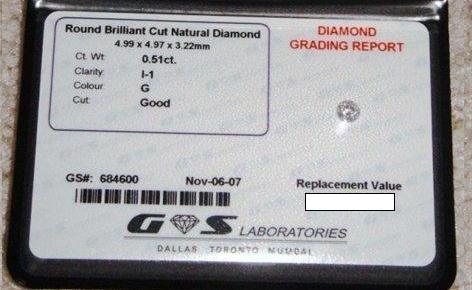 Round Brilliant Cut Natural Diamond
4.99 x 4.97 x 3.22mm
Ct. Wt: 0.51ct.
Clarity: I-1
Colour: G
Cut: Good
DIAMOND
GRADING REPORT
GS#: 684600 Nov-06-07
Replacement Value
G S LABORATORIES
DALLAS TORONTO MUMBAI